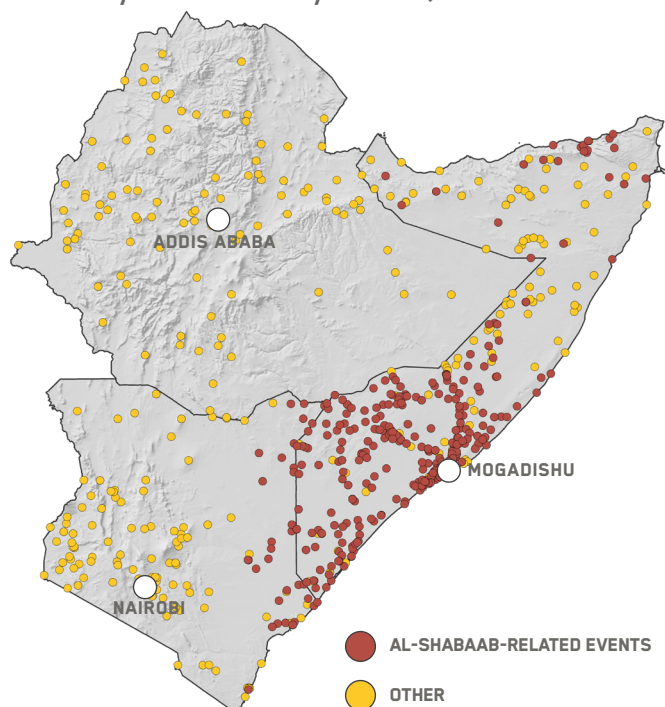 ADDIS ABABA
MOGADISHU
NAIROBI
AL-SHABAAB-RELATED EVENTS
OTHER